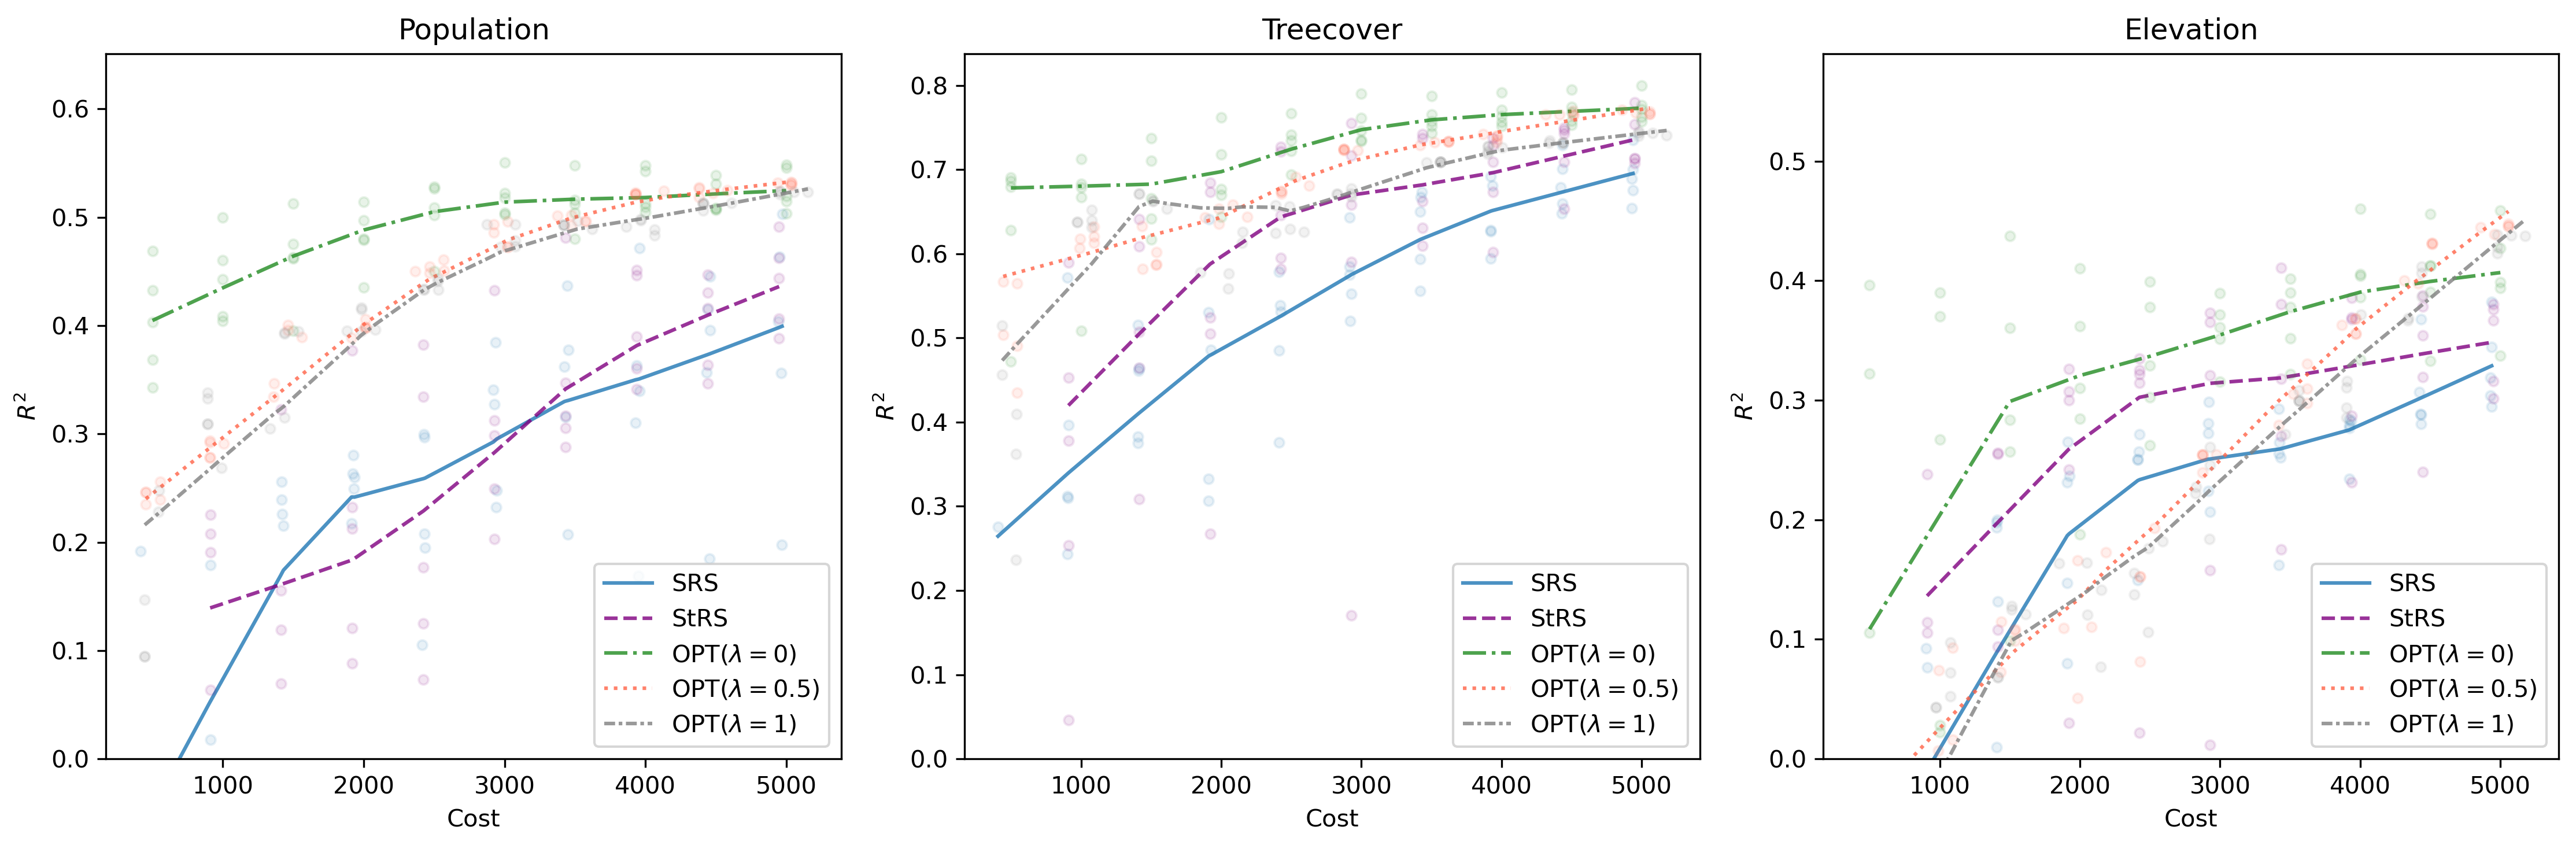 Population
0.6
0.5
0.4
0.3
0.2
0.1
0.0
R²
1000 2000 3000 4000 5000
Cost
SRS
StRS
OPT(λ = 0)
OPT(λ = 0.5)
OPT(λ = 1)
Treecover
0.8
0.7
0.6
0.5
0.4
0.3
0.2
0.1
0.0
R²
1000 2000 3000 4000 5000
Cost
SRS
StRS
OPT(λ = 0)
OPT(λ = 0.5)
OPT(λ = 1)
Elevation
0.5
0.4
0.3
0.2
0.1
0.0
R²
1000 2000 3000 4000 5000
Cost
SRS
StRS
OPT(λ = 0)
OPT(λ = 0.5)
OPT(λ = 1)